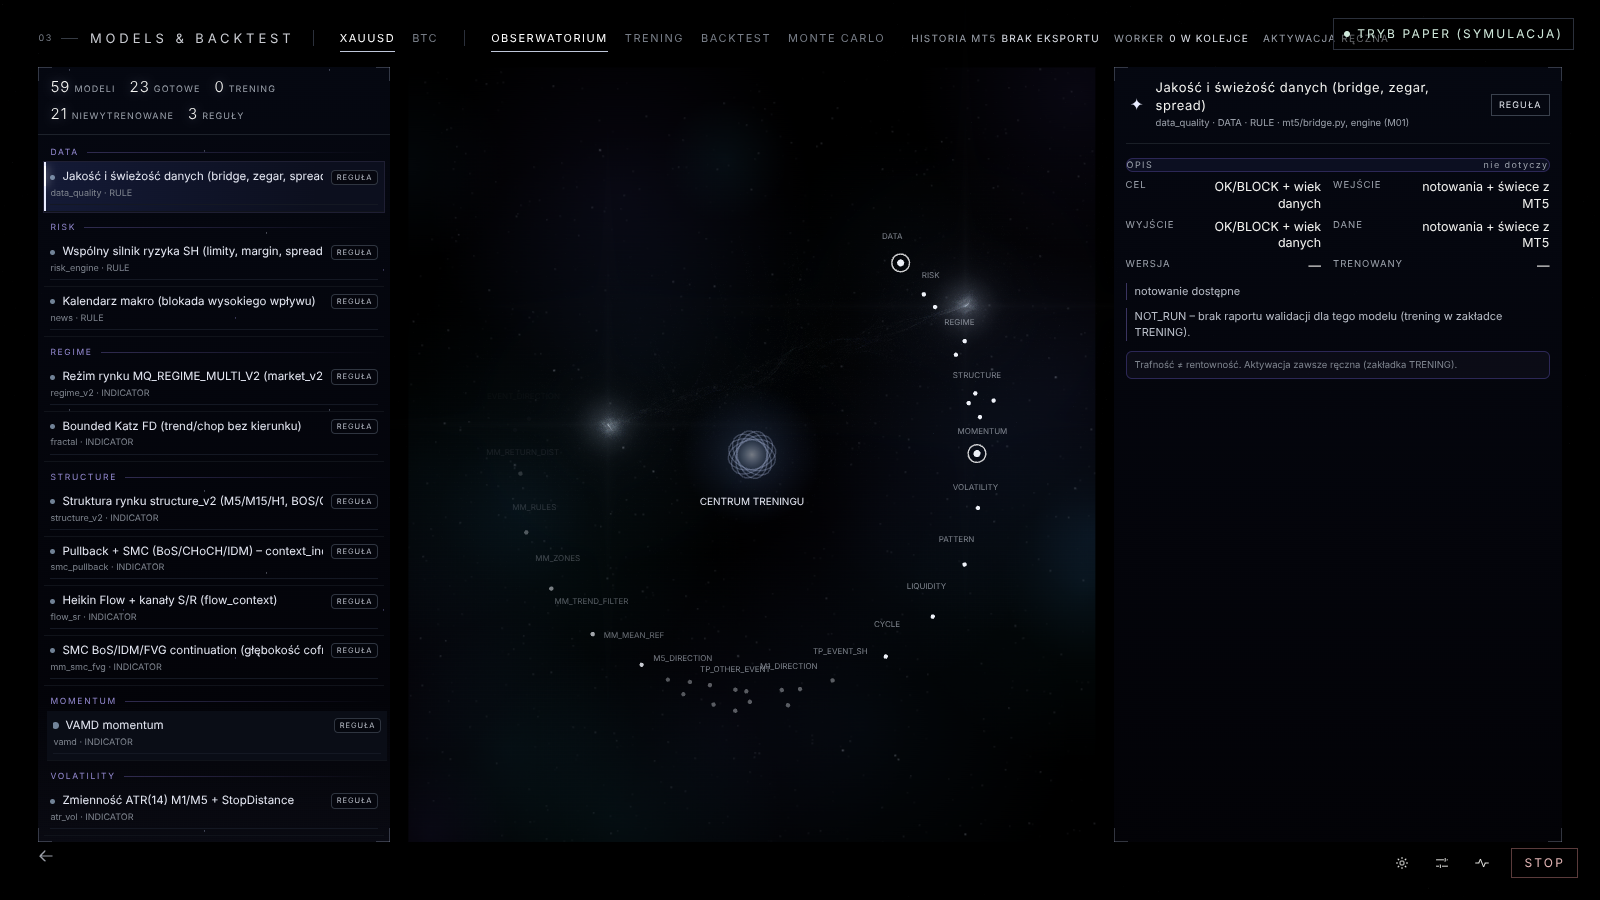 03 MODELS & BACKTEST XAUUSD BTC OBSERWATORIUM TRENING BACKTEST MONTE CARLO HISTORIA MT5 BRAK EKSPORTU WORKER 0 W KOLEJCE AKTYWACJA RĘCZNA TRYB PAPER (SYMULACJA)
59 MODELI 23 GOTOWE 0 TRENING
21 NIEWYTRENOWANE 3 REGUŁY
DATA
Jakość i świeżość danych (bridge, zegar, spread REGUŁA
data_quality · RULE
RISK
Wspólny silnik ryzyka SH (limity, margin, spread REGUŁA
risk_engine · RULE
Kalendarz makro (blokada wysokiego wpływu) REGUŁA
news · RULE
REGIME
Reżim rynku MQ_REGIME_MULTI_V2 (market_v2 REGUŁA
regime_v2 · INDICATOR
Bounded Katz FD (trend/chop bez kierunku) REGUŁA
fractal · INDICATOR
STRUCTURE
Struktura rynku structure_v2 (M5/M15/H1, BOS/C REGUŁA
structure_v2 · INDICATOR
Pullback + SMC (BoS/CHoCH/IDM) – context_inc REGUŁA
smc_pullback · INDICATOR
Heikin Flow + kanały S/R (flow_context) REGUŁA
flow_sr · INDICATOR
SMC BoS/IDM/FVG continuation (głębokość cofn REGUŁA
mm_smc_fvg · INDICATOR
MOMENTUM
VAMD momentum REGUŁA
vamd · INDICATOR
VOLATILITY
Zmienność ATR(14) M1/M5 + StopDistance REGUŁA
atr_vol · INDICATOR
DATA
RISK
REGIME
STRUCTURE
MOMENTUM
MM_RETURN_DIST
VOLATILITY
CENTRUM TRENINGU
MM_RULES
PATTERN
MM_ZONES
LIQUIDITY
MM_TREND_FILTER
CYCLE
MM_MEAN_REF
TP_EVENT_SH
M5_DIRECTION
TP_OTHER_EVENT
M1_DIRECTION
Jakość i świeżość danych (bridge, zegar,
spread) REGUŁA
data_quality · DATA · RULE · mt5/bridge.py, engine (M01)
OPIS nie dotyczy
CEL OK/BLOCK + wiek danych WEJŚCIE notowania + świece z MT5
WYJŚCIE OK/BLOCK + wiek danych DANE notowania + świece z MT5
WERSJA — TRENOWANY —
notowanie dostępne
NOT_RUN – brak raportu walidacji dla tego modelu (trening w zakładce
TRENING).
Trafność ≠ rentowność. Aktywacja zawsze ręczna (zakładka TRENING).
STOP